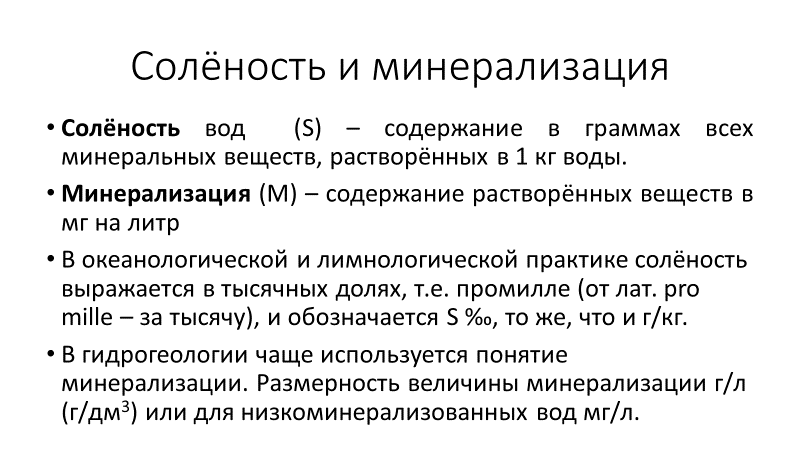 Солёность и минерализация
• Солёность вод (S) – содержание в граммах всех
минеральных веществ, растворённых в 1 кг воды.
• Минерализация (М) – содержание растворённых веществ в
мг на литр
• В океанологической и лимнологической практике солёность
выражается в тысячных долях, т.е. промилле (от лат. pro
mille – за тысячу), и обозначается S ‰, то же, что и г/кг.
• В гидрогеологии чаще используется понятие
минерализации. Размерность величины минерализации г/л
(г/дм³) или для низкоминерализованных вод мг/л.